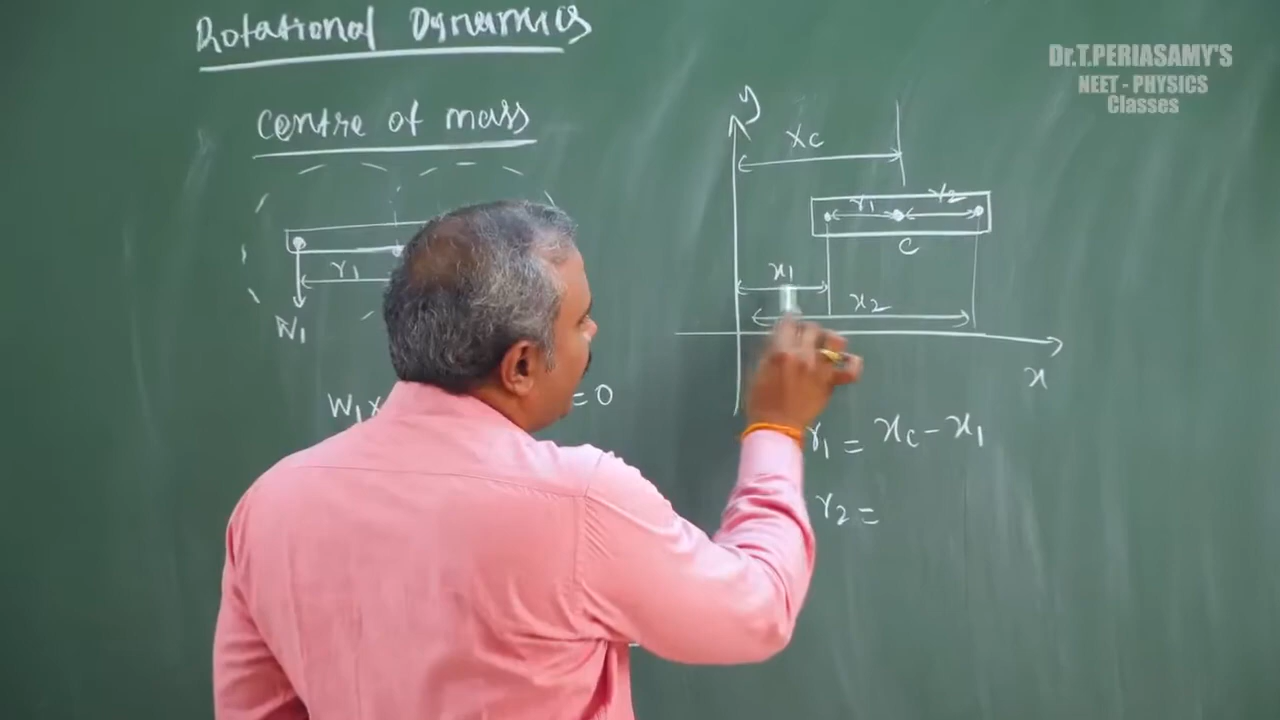 Rotational Dynamics
Dr.T.PERIASAMY'S
NEET - PHYSICS
Classes
Centre of mass
r₁
W₁
W₁
= 0
y
Xc
r₁ r₂
C
x₁
x₂
x
r₁ = xc - x₁
r₂ =